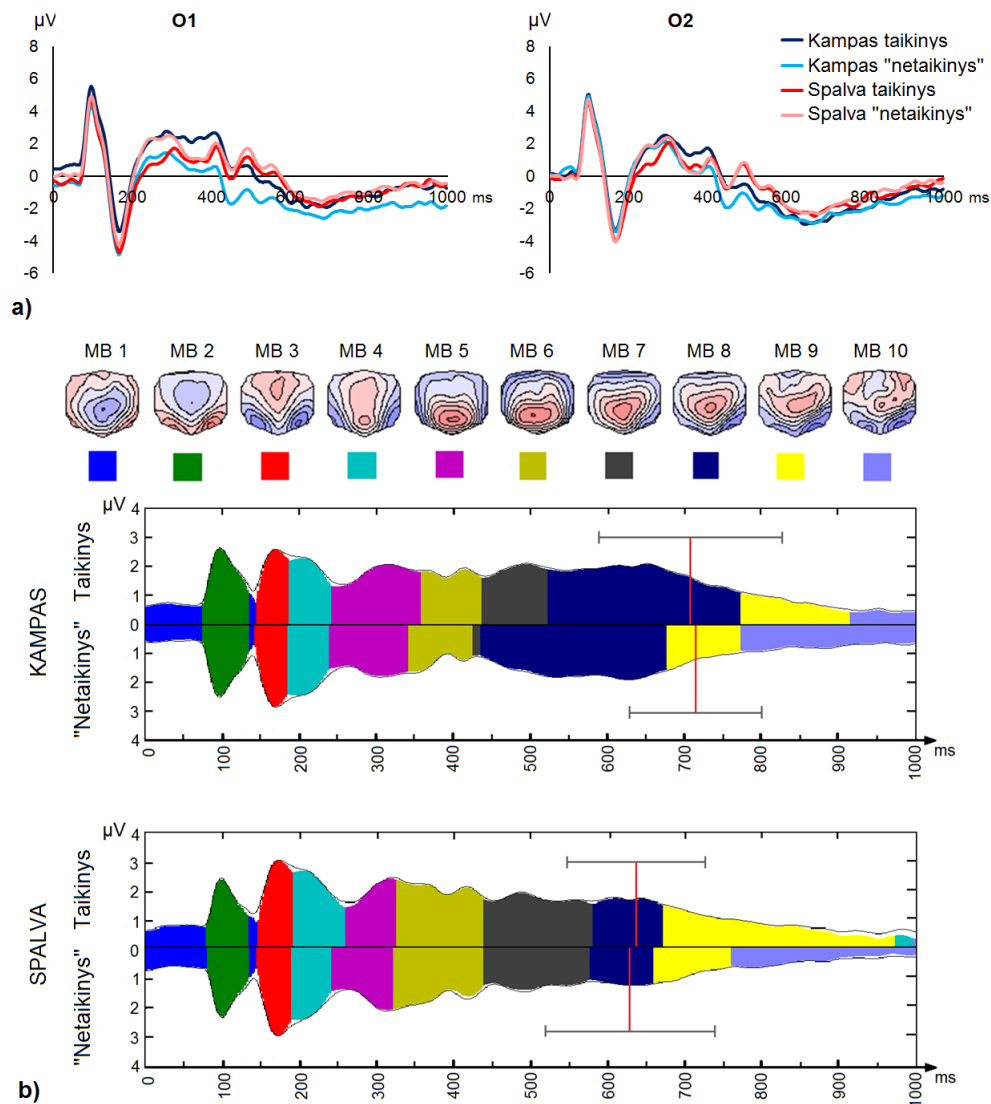 µV O1 µV O2
8 8
Kampas taikinys
6 6
Kampas "netaikinys"
4 4
Spalva taikinys
2 2
Spalva "netaikinys"
0 0
0 200 400 600 800 1000 ms 0 200 400 600 800 1000 ms
-2 -2
-4 -4
-6 -6
a)
MB 1 MB 2 MB 3 MB 4 MB 5 MB 6 MB 7 MB 8 MB 9 MB 10
µV
4
3
2
1
0
1
2
3
4
KAMPAS
Taikinys
"Netaikinys"
0 100 200 300 400 500 600 700 800 900 1000
ms
µV
4
3
2
1
0
1
2
3
4
SPALVA
Taikinys
"Netaikinys"
0 100 200 300 400 500 600 700 800 900 1000
ms
b)